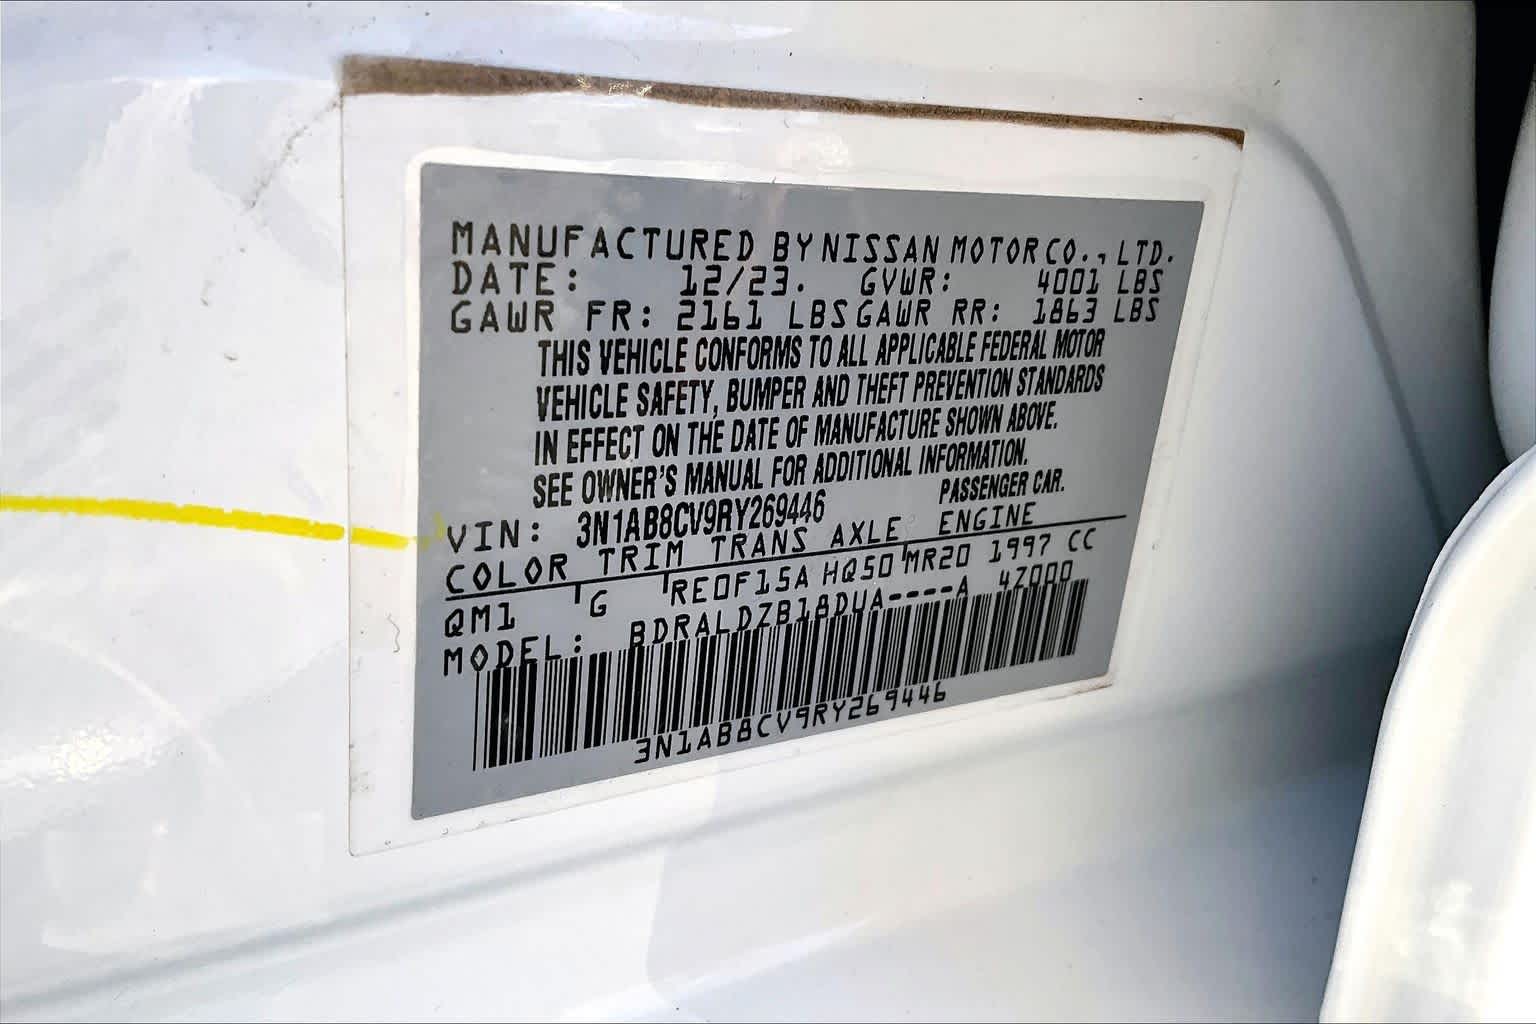 MANUFACTURED BY NISSAN MOTOR CO., LTD.
DATE: 12/23. GVWR: 4001 LBS
GAWR FR: 2161 LBS GAWR RR: 1863 LBS
THIS VEHICLE CONFORMS TO ALL APPLICABLE FEDERAL MOTOR
VEHICLE SAFETY, BUMPER AND THEFT PREVENTION STANDARDS
IN EFFECT ON THE DATE OF MANUFACTURE SHOWN ABOVE.
SEE OWNER'S MANUAL FOR ADDITIONAL INFORMATION.
VIN: 3N1AB8CV9RY269446 PASSENGER CAR.
COLOR TRIM TRANS AXLE ENGINE
QM1 G RE0F15A HQ50 MR20 1997 CC
MODEL: BDRALDZB18DUA----A 4Z000
3N1AB8CV9RY269446